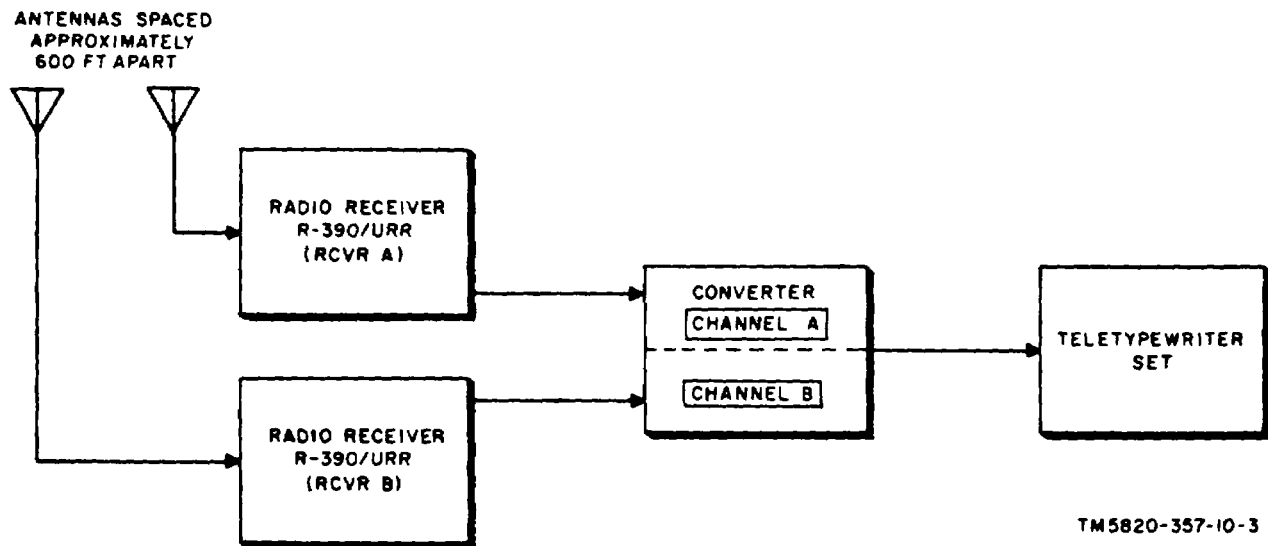 ANTENNAS SPACED
APPROXIMATELY
600 FT APART
RADIO RECEIVER
R-390/URR
(RCVR A)
CONVERTER
CHANNEL A
CHANNEL B
TELETYPEWRITER
SET
RADIO RECEIVER
R-390/URR
(RCVR B)
TM5820-357-10-3